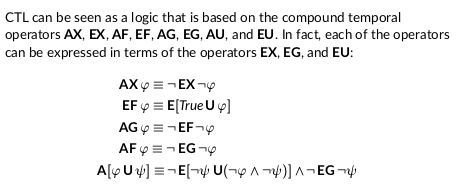 CTL can be seen as a logic that is based on the compound temporal
operators AX, EX, AF, EF, AG, EG, AU, and EU. In fact, each of the operators
can be expressed in terms of the operators EX, EG, and EU:
AX φ ≡ ¬ EX ¬φ
EF φ ≡ E[True U φ]
AG φ ≡ ¬ EF ¬φ
AF φ ≡ ¬ EG ¬φ
A[φ U ψ] ≡ ¬ E[¬ψ U(¬φ ∧ ¬ψ)] ∧ ¬ EG ¬ψ